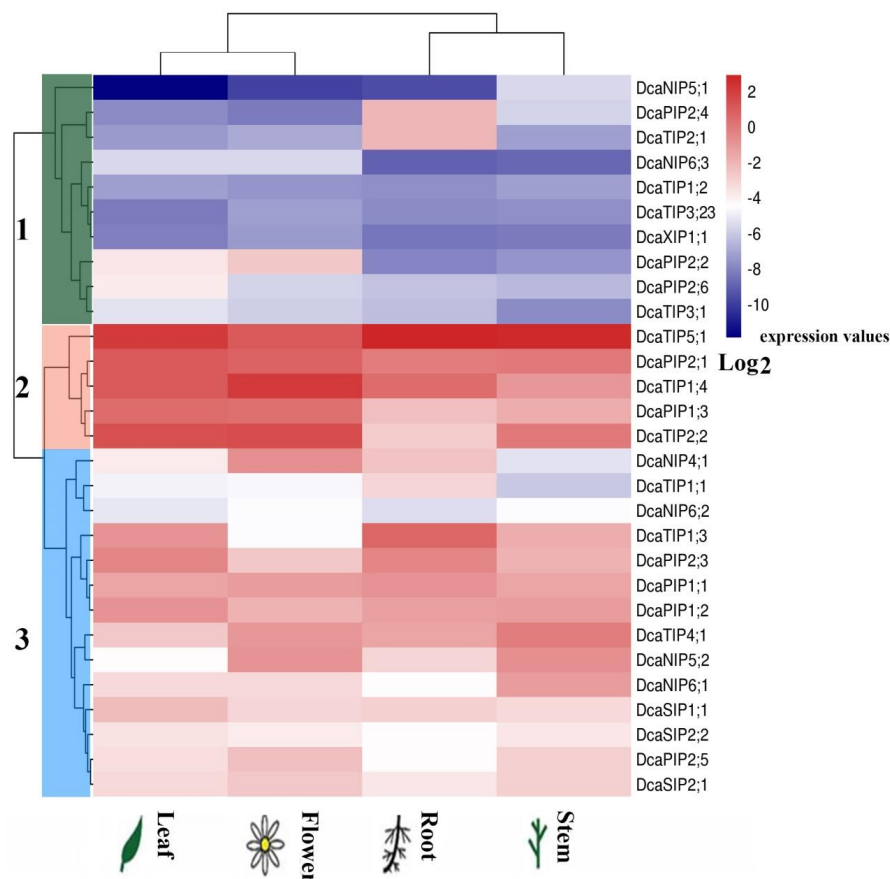 DcaNIP5;1
DcaPIP2;4
DcaTIP2;1
DcaNIP6;3
DcaTIP1;2
DcaTIP3;23
DcaXIP1;1
DcaPIP2;2
DcaPIP2;6
DcaTIP3;1
DcaTIP5;1
DcaPIP2;1
DcaTIP1;4
DcaPIP1;3
DcaTIP2;2
DcaNIP4;1
DcaTIP1;1
DcaNIP6;2
DcaTIP1;3
DcaPIP2;3
DcaPIP1;1
DcaPIP1;2
DcaTIP4;1
DcaNIP5;2
DcaNIP6;1
DcaSIP1;1
DcaSIP2;2
DcaPIP2;5
DcaSIP2;1
2
0
-2
-4
-6
-8
-10
expression values
Log2
1
2
3
Leaf
Flower
Root
Stem